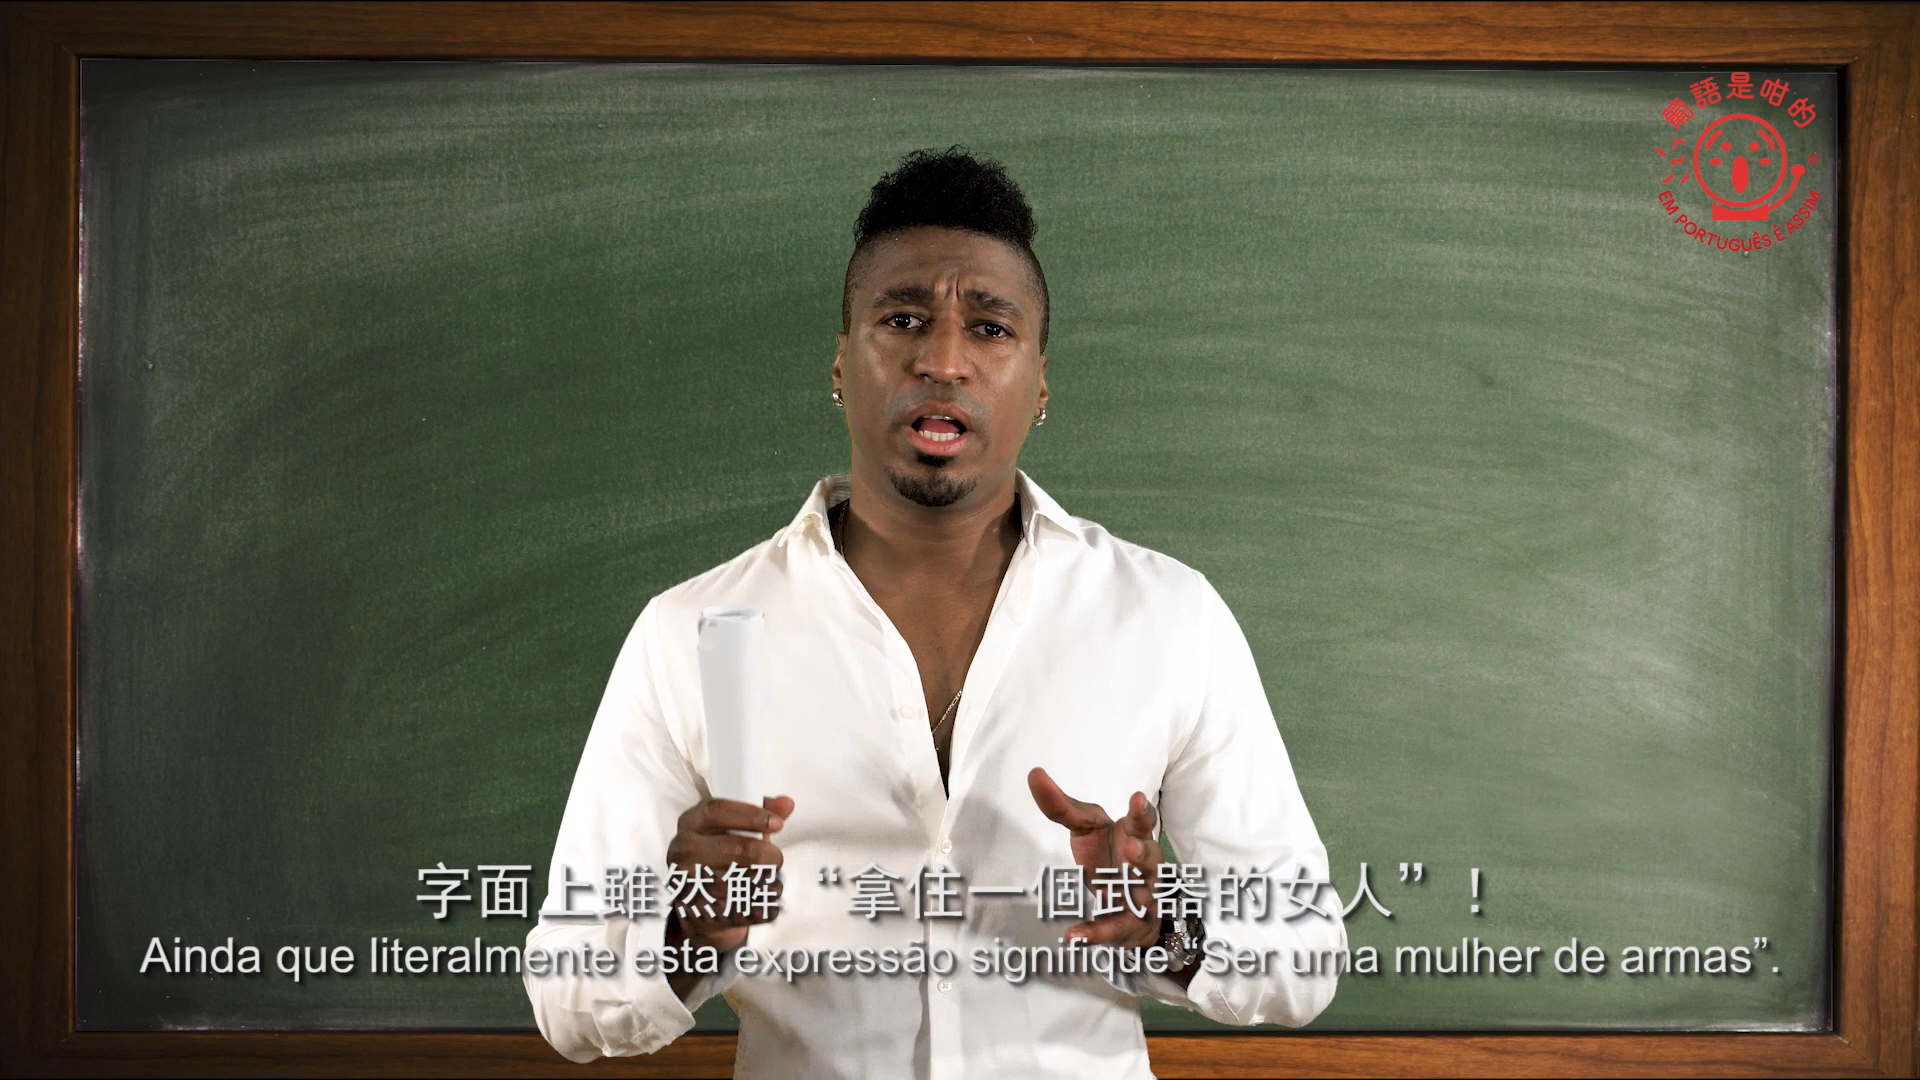 葡語是咁的
EM PORTUGUÊS É ASSIM
字面上雖然解“拿住一個武器的女人”！
Ainda que literalmente esta expressão signifique “Ser uma mulher de armas”.